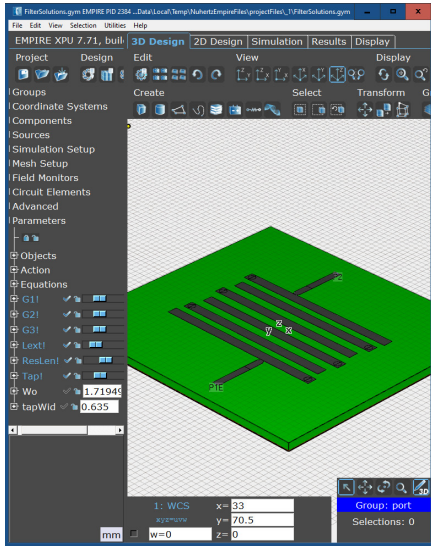 FilterSolutions.gym EMPIRE PID 2384 ...Data\Local\Temp\NuhertzEmpireFiles\projectFiles\_1\FilterSolutions.gym
File Edit View Selection Utilities Help
EMPIRE XPU 7.71, buil 3D Design 2D Design Simulation Results Display
Project Design Edit View Display
Create Select Transform G
Groups
Coordinate Systems
Components
Sources
Simulation Setup
Mesh Setup
Field Monitors
Circuit Elements
Advanced
Parameters
Objects
Action
Equations
G1!
G2!
G3!
Lext!
ResLen!
Tap!
Wo 1.71949
tapWid 0.635
z
y x
P1E
3D
1: WCS x= 33 Group: port
xyz=uvw y= 70.5 Selections: 0
mm w=0 z= 0